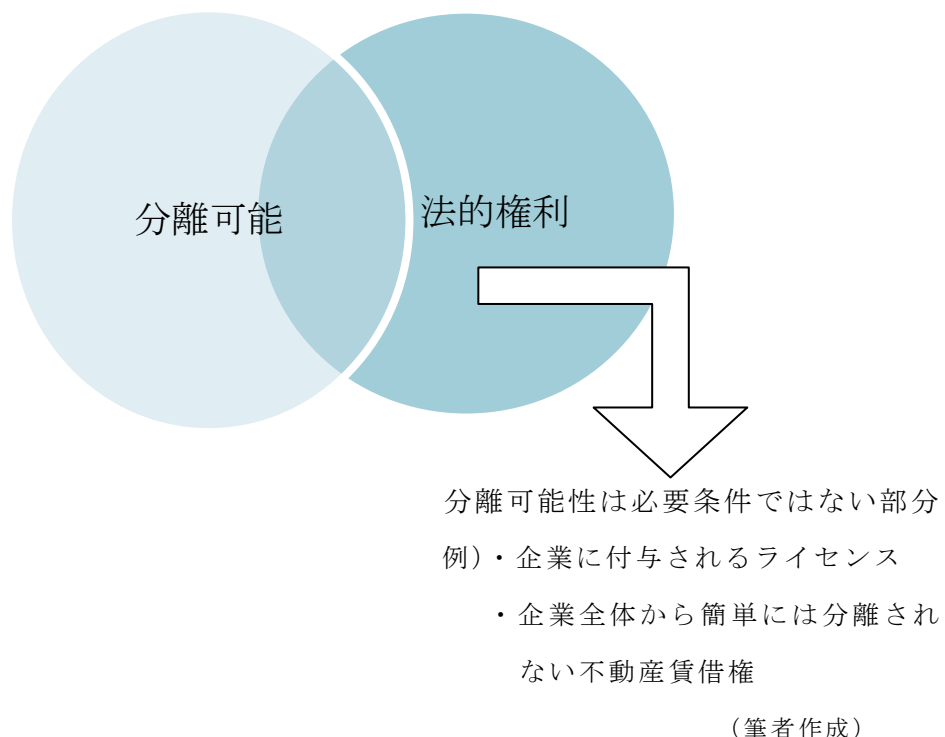 分離可能
法的権利
分離可能性は必要条件ではない部分
例)・企業に付与されるライセンス
・企業全体から簡単には分離され
ない不動産賃借権
(筆者作成)